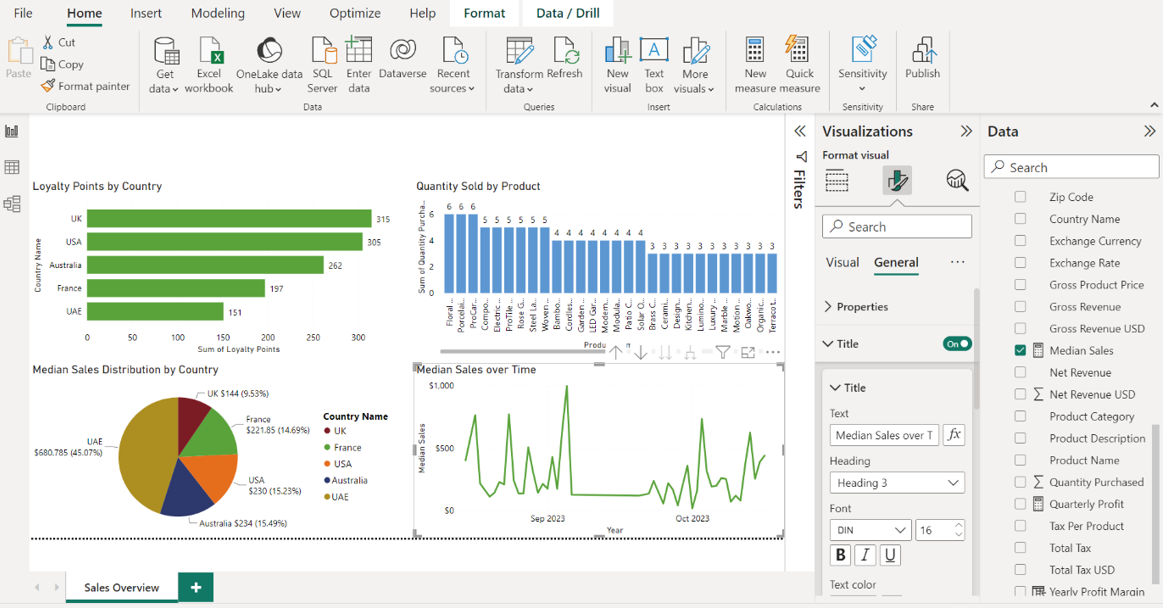 File Home Insert Modeling View Optimize Help Format Data / Drill
Paste
Cut
Copy
Format painter
Clipboard
Get data
Excel workbook
OneLake data hub
SQL Server
Enter data
Dataverse
Recent sources
Data
Transform data
Refresh
Queries
New visual
Text box
More visuals
Insert
New measure
Quick measure
Calculations
Sensitivity
Sensitivity
Publish
Share
Loyalty Points by Country
Country Name
UK 315
USA 305
Australia 262
France 197
UAE 151
0 50 100 150 200 250 300
Sum of Loyalty Points
Quantity Sold by Product
Sum of Quantity Purcha...
6
4
2
0
6 6 6 5 5 5 5 5 5 4 4 4 4 4 4 4 4 3 3 3 3 3 3 3 3 3 3 3
Floral ...
Porcelai...
ProCar...
Compo...
Electric ...
ProTile ...
Rose G...
Steel La...
Woven ...
Bambo...
Cordles...
Garden ...
LED Gar...
Modern...
Modula...
Patio C...
Solar O...
Brass C...
Cerami...
Design...
Kitchen...
Lumino...
Luxury ...
Marble ...
Motion ...
Oakwo...
Organic...
Terracot...
Median Sales Distribution by Country
UK $144 (9.53%)
France
$221.85 (14.69%)
USA
$230 (15.23%)
Australia $234 (15.49%)
UAE
$680.785 (45.07%)
Country Name
UK
France
USA
Australia
UAE
Median Sales over Time
Median Sales
$1,000
$500
$0
Sep 2023 Oct 2023
Year
Sales Overview
Filters
Visualizations
Format visual
Search
Visual General
Properties
Title On
Title
Text
Median Sales over T
fx
Heading
Heading 3
Font
DIN 16
B I U
Text color
Data
Search
Zip Code
Country Name
Exchange Currency
Exchange Rate
Gross Product Price
Gross Revenue
Gross Revenue USD
Median Sales
Net Revenue
Net Revenue USD
Product Category
Product Description
Product Name
Quantity Purchased
Quarterly Profit
Tax Per Product
Total Tax
Total Tax USD
Yearly Profit Margin